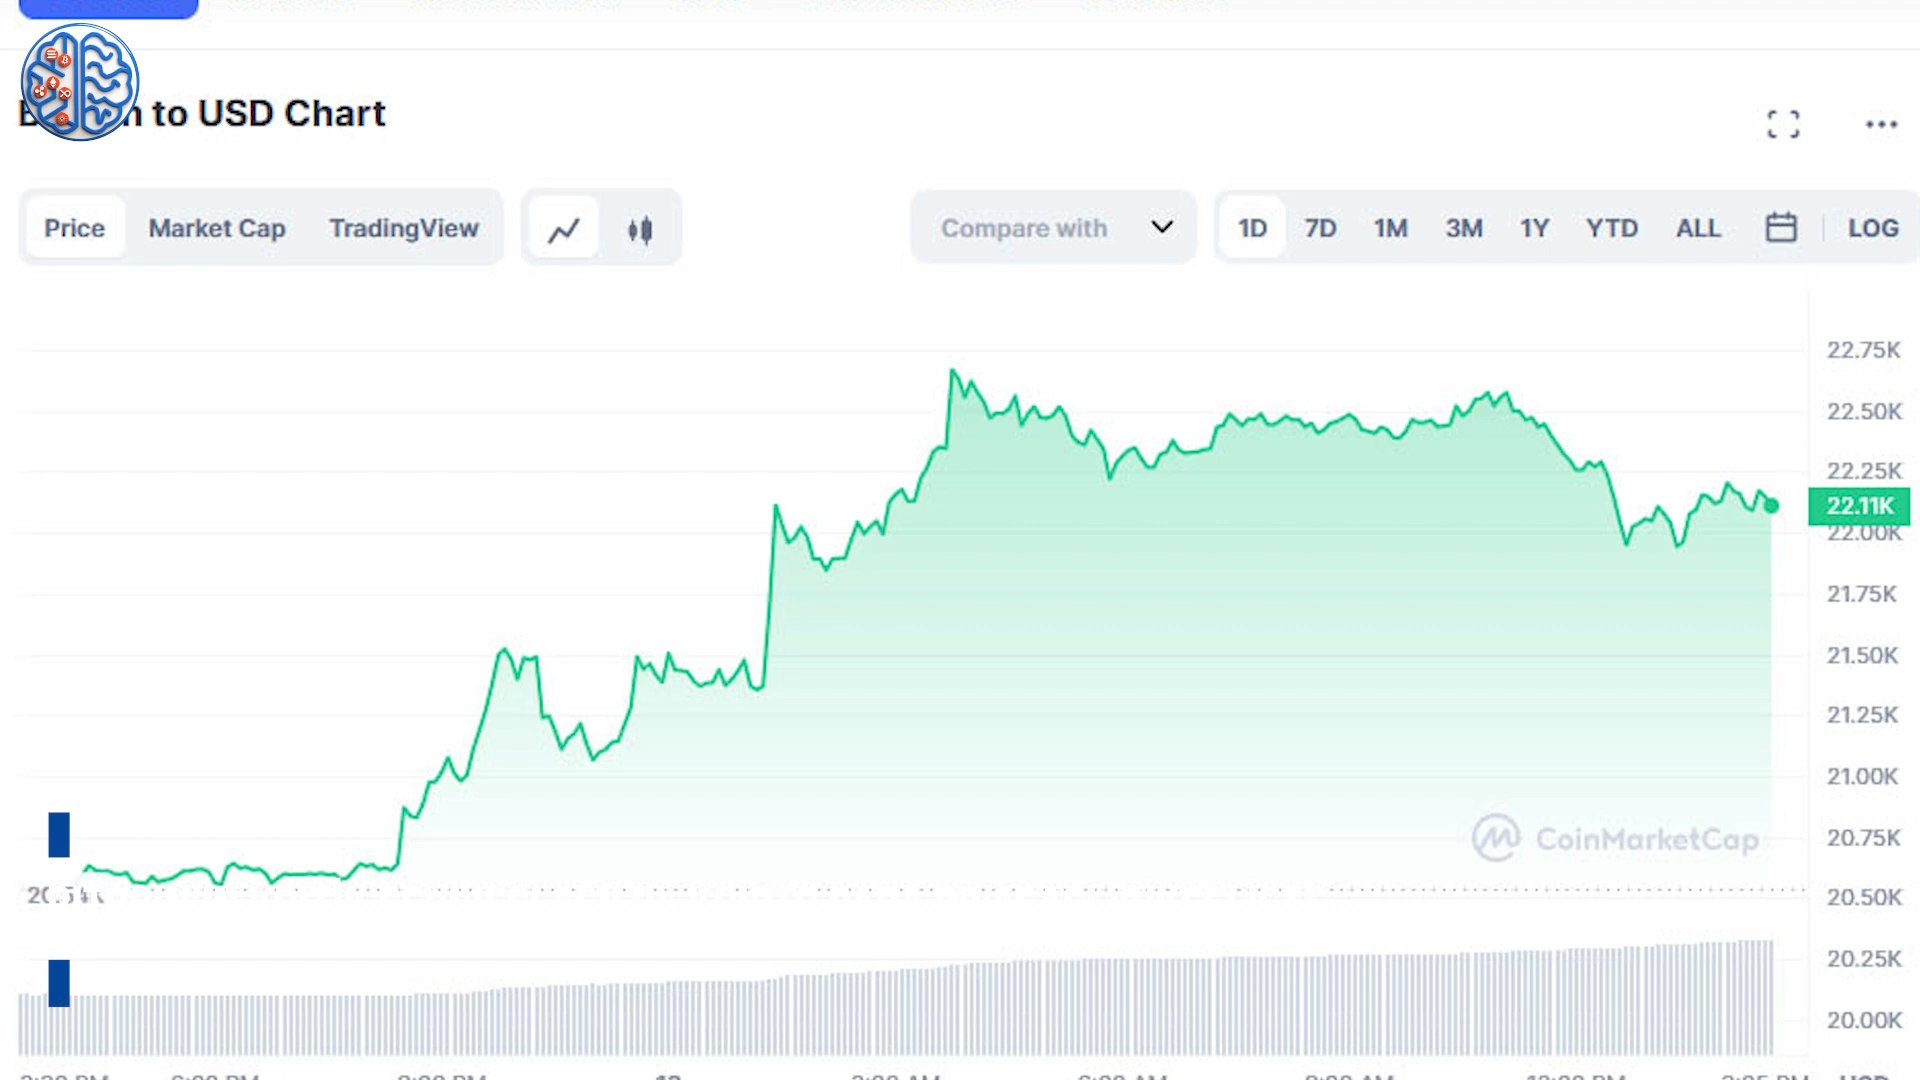 to USD Chart
Price Market Cap TradingView Compare with 1D 7D 1M 3M 1Y YTD ALL LOG
22.75K
22.50K
22.25K
22.11K
22.00K
21.75K
21.50K
21.25K
21.00K
20.75K
CoinMarketCap
20.50K
20.25K
20.00K